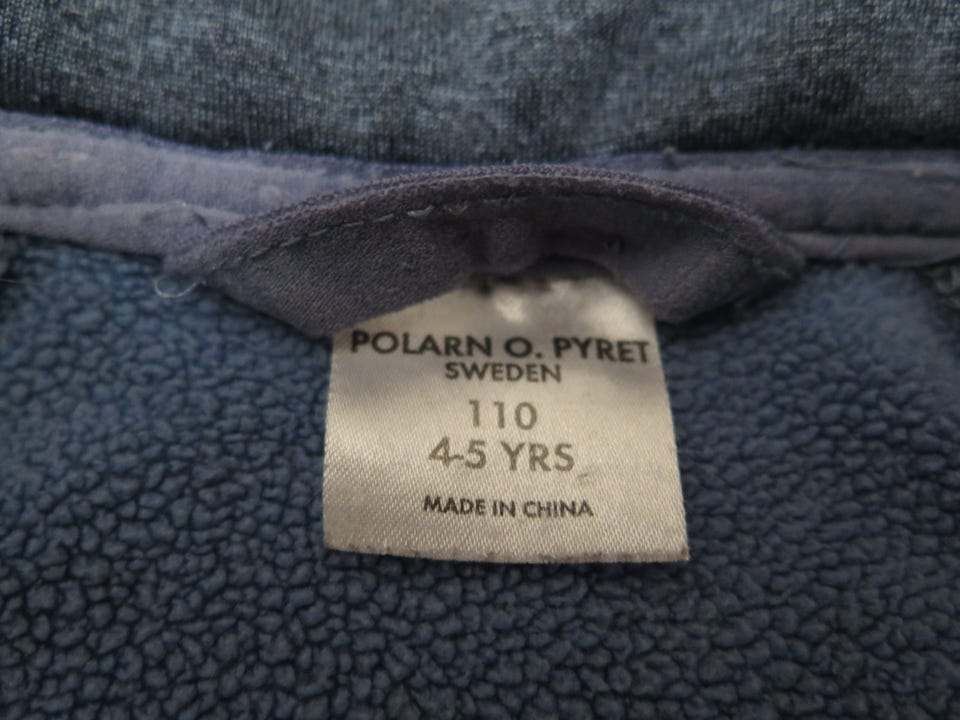 POLARN O. PYRET
SWEDEN
110
4-5 YRS
MADE IN CHINA